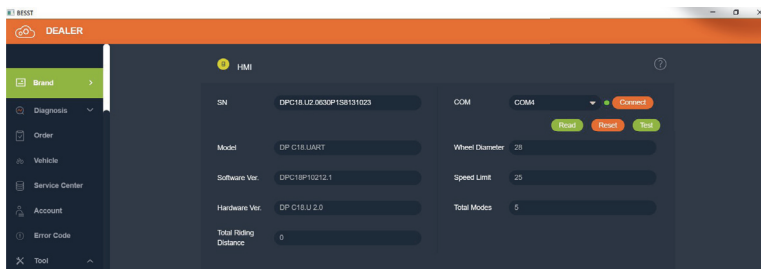 BESST
DEALER
HMI
Brand
SN DPC18.U2.0630P1S8131023 COM COM4 Connect
Diagnosis
Read Reset Test
Order
Model DP C18.UART Wheel Diameter 28
Vehicle
Software Ver. DPC18P10212.1 Speed Limit 25
Service Center
Hardware Ver. DP C18.U 2.0 Total Modes 5
Account
Total Riding
Distance 0
Error Code
Tool